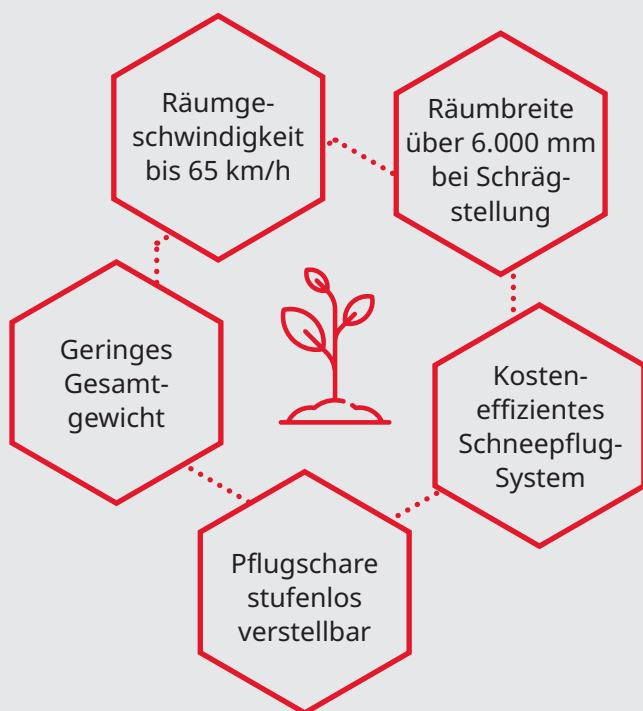 Räumge-
schwindigkeit
bis 65 km/h
Räumbreite
über 6.000 mm
bei Schräg-
stellung
Geringes
Gesamt-
gewicht
Kosten-
effizientes
Schneepflug-
System
Pflugschare
stufenlos
verstellbar